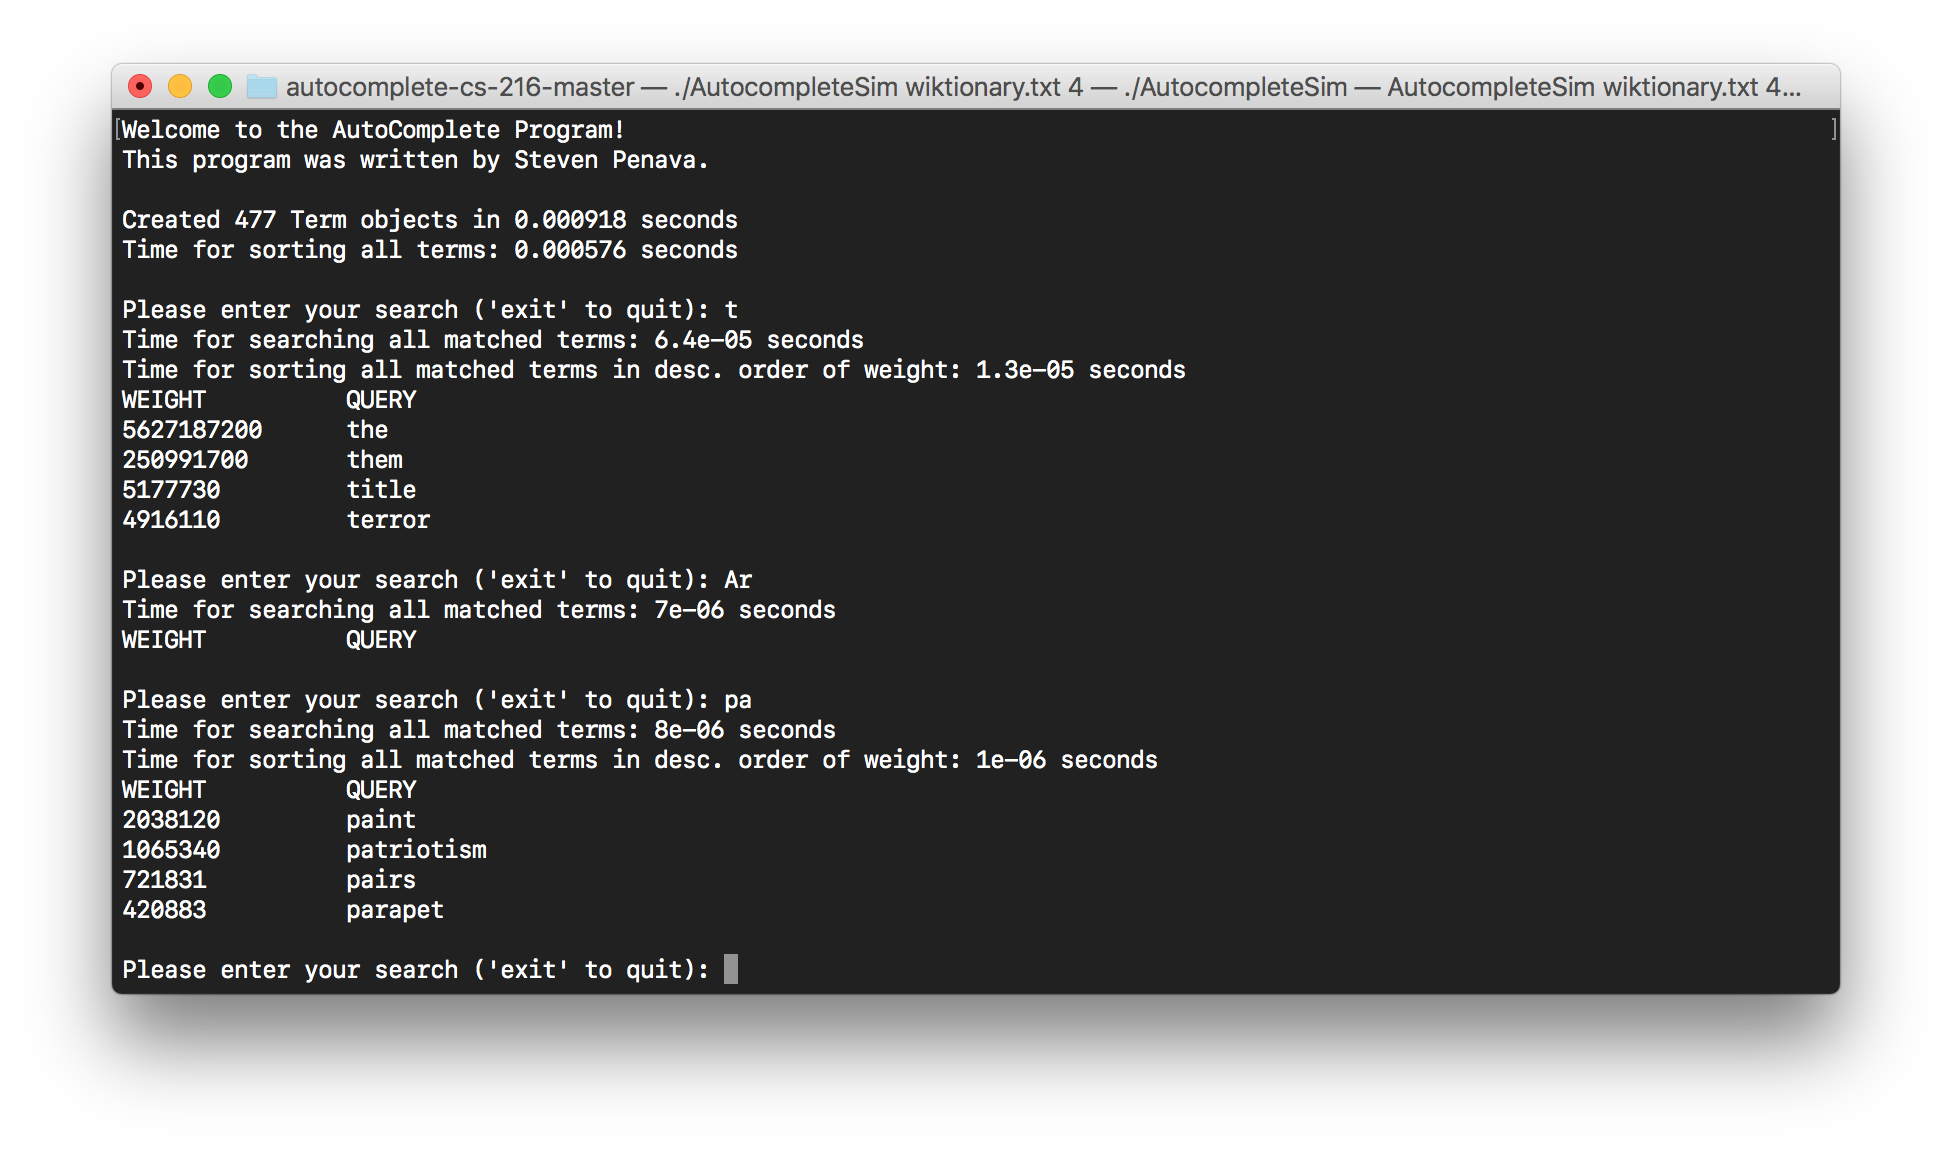 autocomplete-cs-216-master — ./AutocompleteSim wiktionary.txt 4 — ./AutocompleteSim — AutocompleteSim wiktionary.txt 4...
[Welcome to the AutoComplete Program! ]
This program was written by Steven Penava.
Created 477 Term objects in 0.000918 seconds
Time for sorting all terms: 0.000576 seconds
Please enter your search ('exit' to quit): t
Time for searching all matched terms: 6.4e-05 seconds
Time for sorting all matched terms in desc. order of weight: 1.3e-05 seconds
WEIGHT QUERY
5627187200 the
250991700 them
5177730 title
4916110 terror
Please enter your search ('exit' to quit): Ar
Time for searching all matched terms: 7e-06 seconds
WEIGHT QUERY
Please enter your search ('exit' to quit): pa
Time for searching all matched terms: 8e-06 seconds
Time for sorting all matched terms in desc. order of weight: 1e-06 seconds
WEIGHT QUERY
2038120 paint
1065340 patriotism
721831 pairs
420883 parapet
Please enter your search ('exit' to quit):